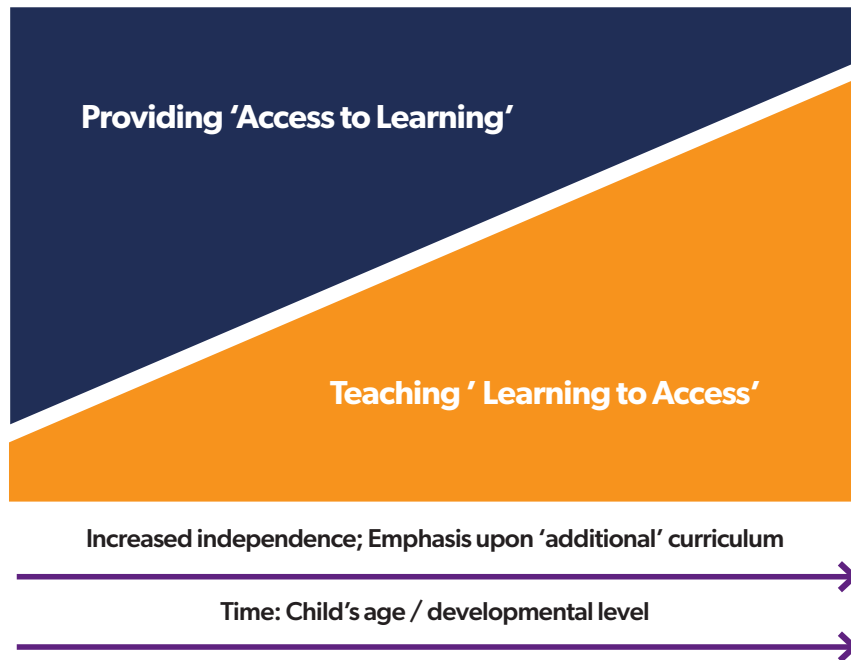 Providing ‘Access to Learning’
Teaching ’ Learning to Access’
Increased independence; Emphasis upon ‘additional’ curriculum
Time: Child’s age / developmental level